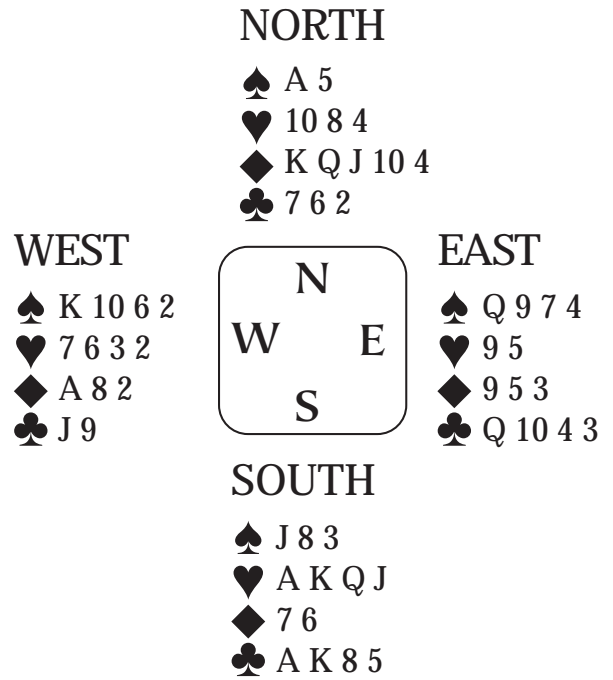 NORTH
♠ A 5
♥ 10 8 4
♦ K Q J 10 4
♣ 7 6 2
WEST
♠ K 10 6 2
♥ 7 6 3 2
♦ A 8 2
♣ J 9
N
W E
S
EAST
♠ Q 9 7 4
♥ 9 5
♦ 9 5 3
♣ Q 10 4 3
SOUTH
♠ J 8 3
♥ A K Q J
♦ 7 6
♣ A K 8 5